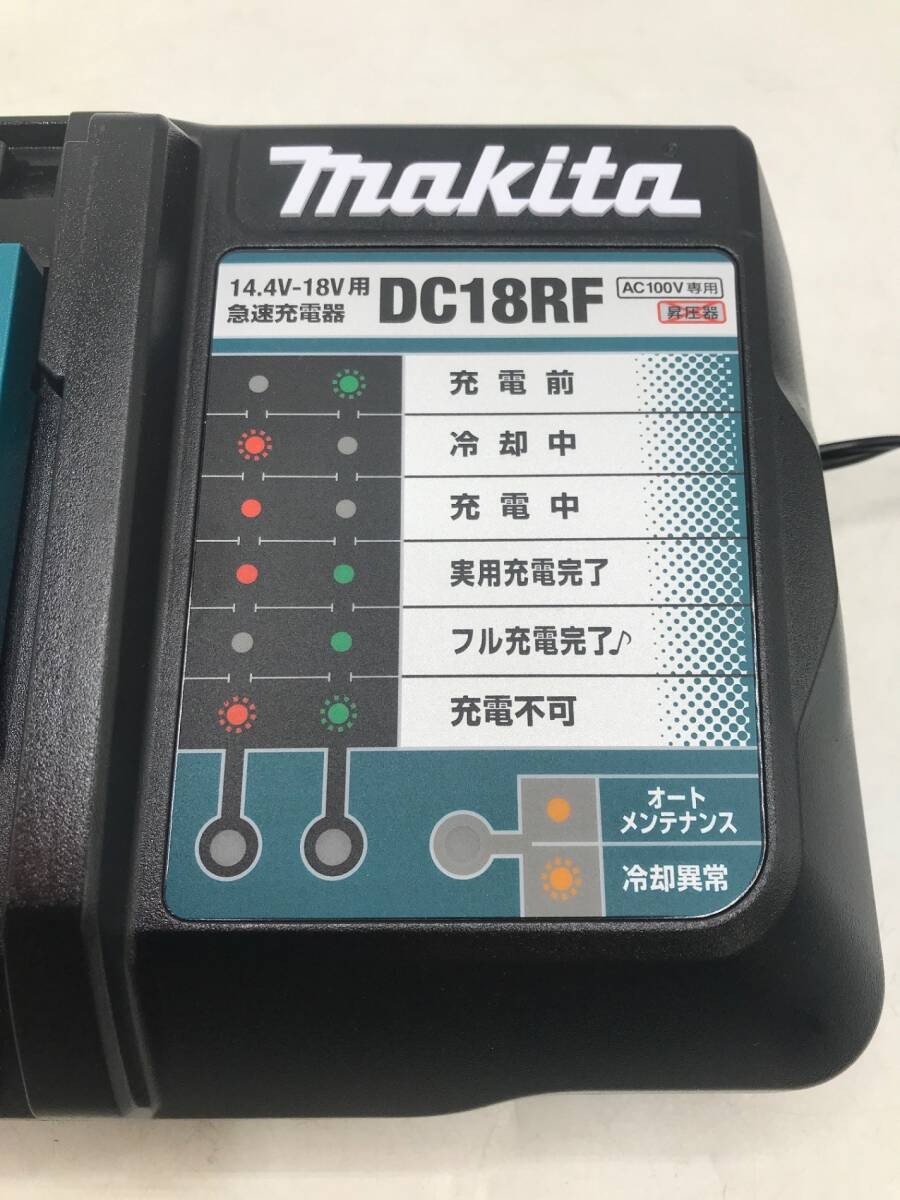 makita
14.4V-18V用
急速充電器
DC18RF
AC100V専用
昇圧器
充電前
冷却中
充電中
実用充電完了
フル充電完了♪
充電不可
オート
メンテナンス
冷却異常